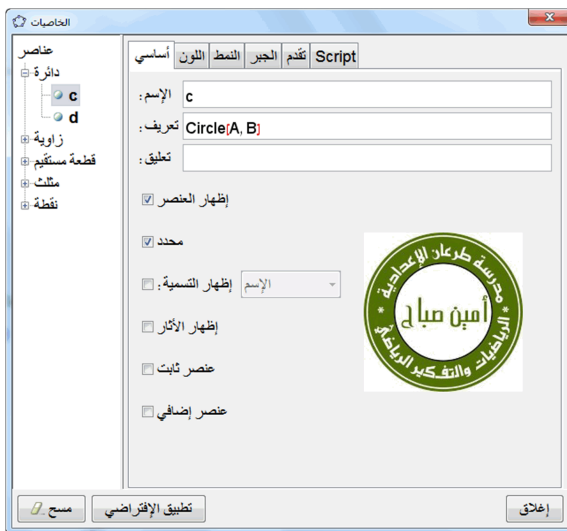 الخاصيات
عناصر
دائرة
c
d
زاوية
قطعة مستقيم
مثلث
نقطة
أساسي اللون النمط الجبر تقدم Script
الإسم: c
تعريف: Circle[A, B]
تعليق:
إظهار العنصر
محدد
إظهار التسمية: الإسم
إظهار الأثار
عنصر ثابت
عنصر إضافي
مدرسة طرعان الإعدادية
أمين صباح
الرياضيات والتفكير الرياضي
مسح
تطبيق الإفتراضي
إغلاق